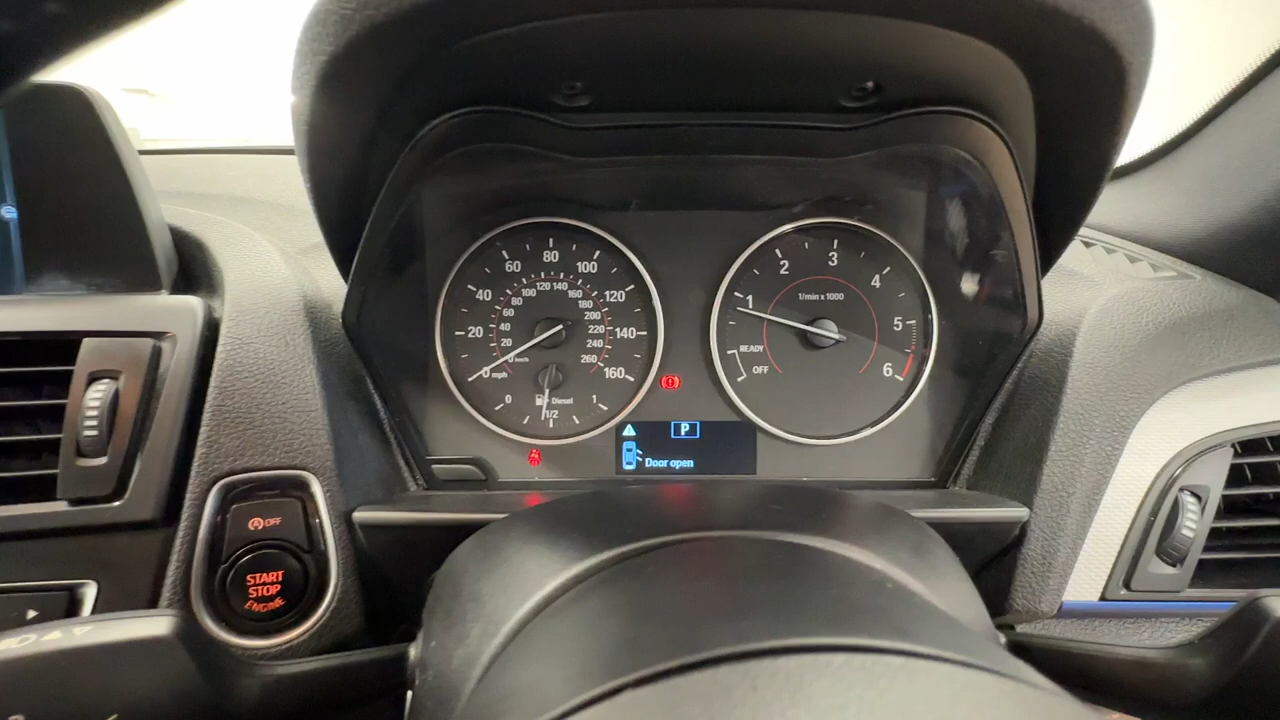 80
60 100
40 120
20 140
0 mph 160
120 140
100 160
80 180
60 200
40 220
20 240
0 km/h 260
Diesel
0 1/2 1
3
2 4
1 5
6
1/min x 1000
READY
OFF
P
Door open
A OFF
START
STOP
ENGINE